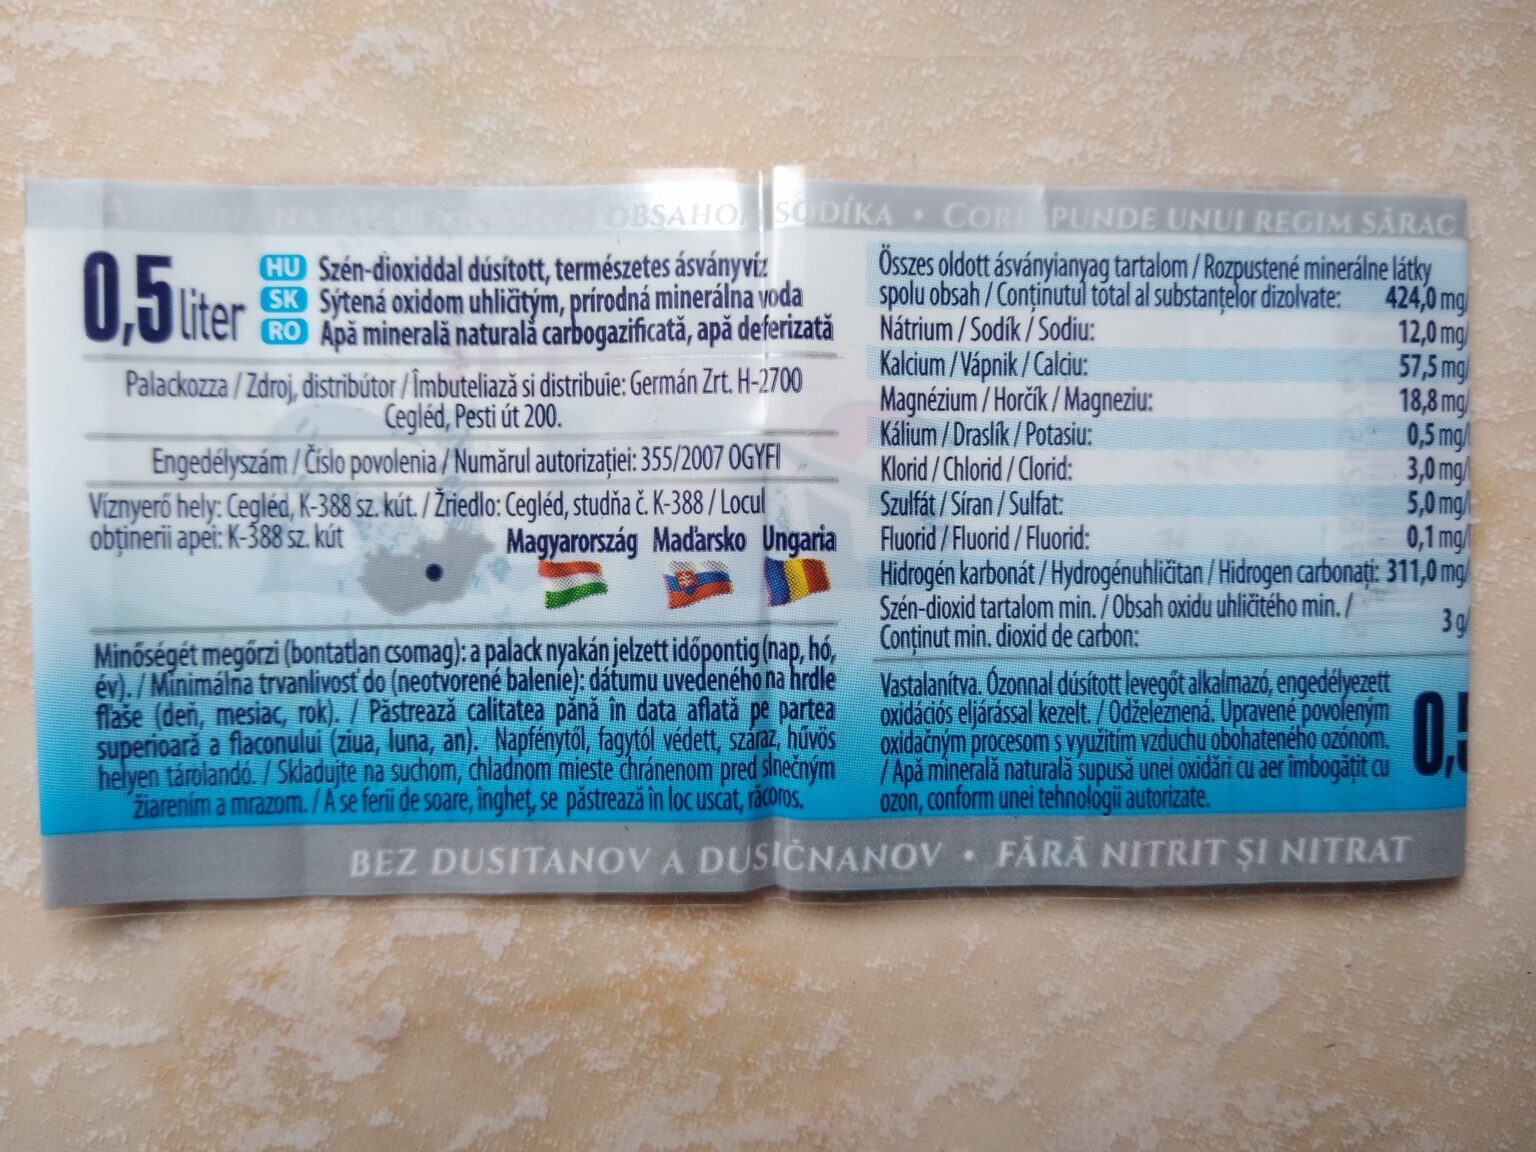 OBSAHOM SODÍKA • CORESPUNDE UNUI REGIM SĂRAC
0,5 liter
HU Szén-dioxiddal dúsított, természetes ásványvíz
SK Sýtená oxidom uhličitým, prírodná minerálna voda
RO Apă minerală naturală carbogazificată, apă deferizată
Palackozza / Zdroj, distribútor / Îmbuteliază si distribuie: Germán Zrt. H-2700
Cegléd, Pesti út 200.
Engedélyszám / Číslo povolenia / Numărul autorizației: 355/2007 OGYFI
Víznyerő hely: Cegléd, K-388 sz. kút. / Žriedlo: Cegléd, studňa č. K-388 / Locul
obținerii apei: K-388 sz. kút
Magyarország Maďarsko Ungaria
Minőségét megőrzi (bontatlan csomag): a palack nyakán jelzett időpontig (nap, hó,
év). / Minimálna trvanlivosť do (neotvorené balenie): dátumu uvedeného na hrdle
fľaše (deň, mesiac, rok). / Păstrează calitatea până în data aflată pe partea
superioară a flaconului (ziua, luna, an). Napfénytől, fagytól védett, száraz, hűvös
helyen tárolandó. / Skladujte na suchom, chladnom mieste chránenom pred slnečným
žiarením a mrazom. / A se ferii de soare, îngheț, se păstrează în loc uscat, răcoros.
Összes oldott ásványianyag tartalom / Rozpustené minerálne látky
spolu obsah / Conținutul total al substanțelor dizolvate: 424,0 mg/
Nátrium / Sodík / Sodiu: 12,0 mg/
Kalcium / Vápnik / Calciu: 57,5 mg/
Magnézium / Horčík / Magneziu: 18,8 mg/
Kálium / Draslík / Potasiu: 0,5 mg/
Klorid / Chlorid / Clorid: 3,0 mg/
Szulfát / Síran / Sulfat: 5,0 mg/
Fluorid / Fluorid / Fluorid: 0,1 mg/
Hidrogén karbonát / Hydrogénuhličitan / Hidrogen carbonați: 311,0 mg/
Szén-dioxid tartalom min. / Obsah oxidu uhličitého min. /
Conținut min. dioxid de carbon: 3 g/
Vastalanítva. Ózonnal dúsított levegőt alkalmazó, engedélyezett
oxidációs eljárással kezelt. / Odželeznená. Upravené povoleným
oxidačným procesom s využitím vzduchu obohateného ozónom.
/ Apă minerală naturală supusă unei oxidări cu aer îmbogățit cu
ozon, conform unei tehnologii autorizate.
0,5
BEZ DUSITANOV A DUSIČNANOV • FĂRĂ NITRIT ȘI NITRAT